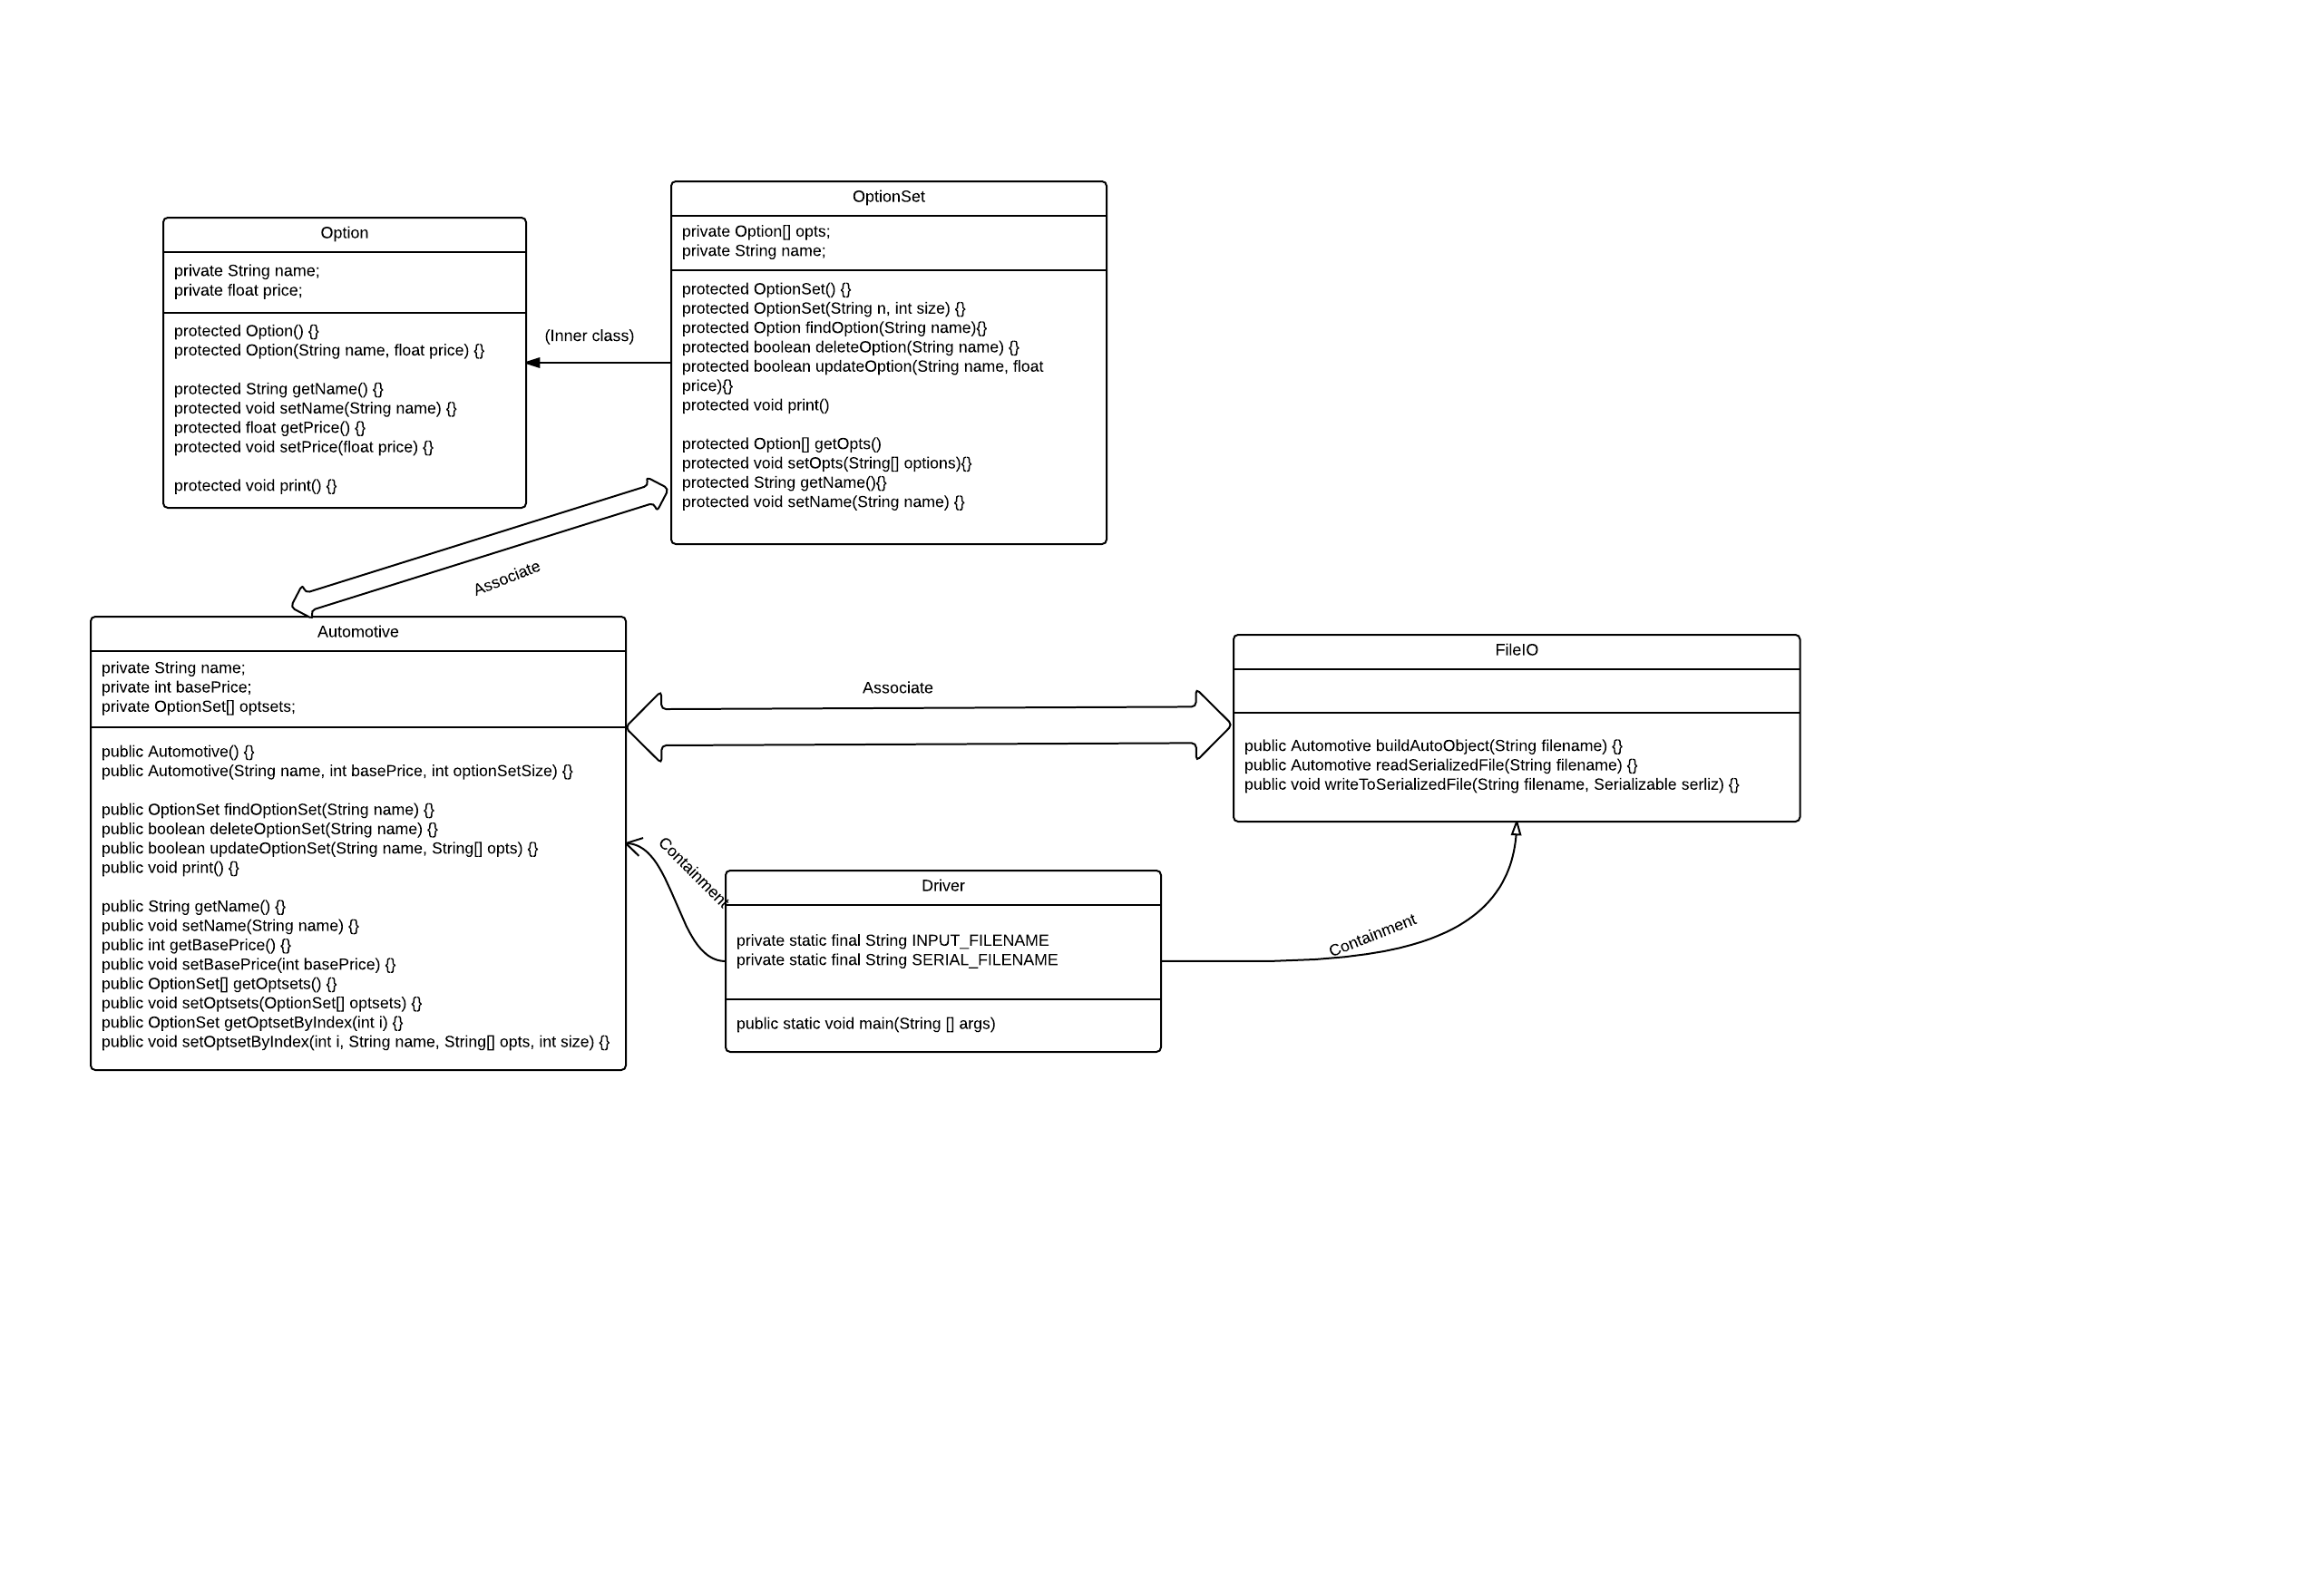 OptionSet
private Option[] opts;
private String name;
protected OptionSet() {}
protected OptionSet(String n, int size) {}
protected Option findOption(String name){}
protected boolean deleteOption(String name) {}
protected boolean updateOption(String name, float
price){}
protected void print()
protected Option[] getOpts()
protected void setOpts(String[] options){}
protected String getName(){}
protected void setName(String name) {}
Option
private String name;
private float price;
protected Option() {}
protected Option(String name, float price) {}
protected String getName() {}
protected void setName(String name) {}
protected float getPrice() {}
protected void setPrice(float price) {}
protected void print() {}
(Inner class)
Associate
Automotive
private String name;
private int basePrice;
private OptionSet[] optsets;
public Automotive() {}
public Automotive(String name, int basePrice, int optionSetSize) {}
public OptionSet findOptionSet(String name) {}
public boolean deleteOptionSet(String name) {}
public boolean updateOptionSet(String name, String[] opts) {}
public void print() {}
public String getName() {}
public void setName(String name) {}
public int getBasePrice() {}
public void setBasePrice(int basePrice) {}
public OptionSet[] getOptsets() {}
public void setOptsets(OptionSet[] optsets) {}
public OptionSet getOptsetByIndex(int i) {}
public void setOptsetByIndex(int i, String name, String[] opts, int size) {}
Associate
FileIO
public Automotive buildAutoObject(String filename) {}
public Automotive readSerializedFile(String filename) {}
public void writeToSerializedFile(String filename, Serializable serliz) {}
Containment
Driver
private static final String INPUT_FILENAME
private static final String SERIAL_FILENAME
public static void main(String [] args)
Containment